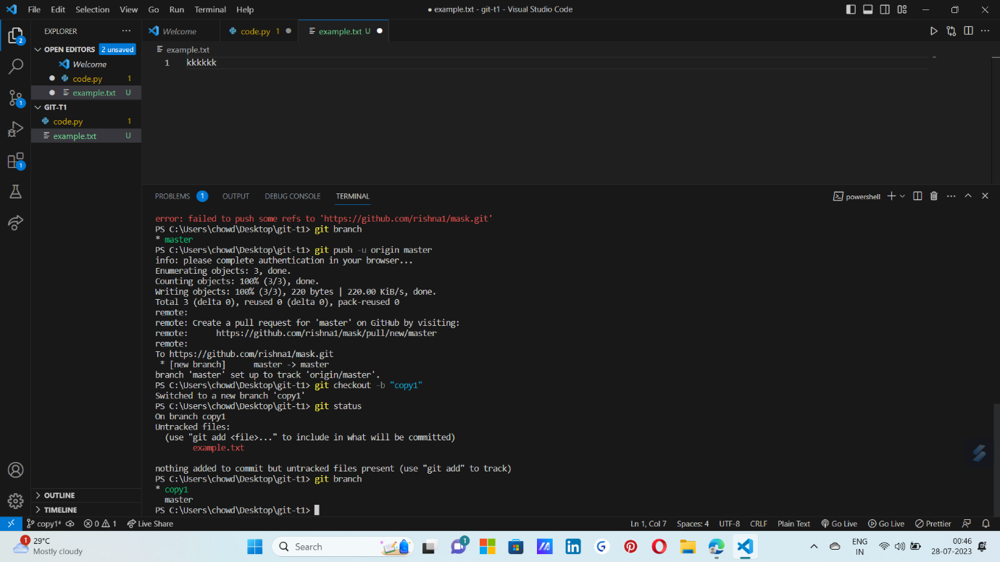 File Edit Selection View Go Run Terminal Help
● example.txt - git-t1 - Visual Studio Code
EXPLORER
Welcome
code.py 1
example.txt U
OPEN EDITORS 2 unsaved
Welcome
code.py 1
example.txt U
GIT-T1
code.py 1
example.txt U
2
1
1
OUTLINE
TIMELINE
example.txt
1 kkkkkk
PROBLEMS 1 OUTPUT DEBUG CONSOLE TERMINAL
powershell
error: failed to push some refs to 'https://github.com/rishna1/mask.git'
PS C:\Users\chowd\Desktop\git-t1> git branch
* master
PS C:\Users\chowd\Desktop\git-t1> git push -u origin master
info: please complete authentication in your browser...
Enumerating objects: 3, done.
Counting objects: 100% (3/3), done.
Writing objects: 100% (3/3), 220 bytes | 220.00 KiB/s, done.
Total 3 (delta 0), reused 0 (delta 0), pack-reused 0
remote:
remote: Create a pull request for 'master' on GitHub by visiting:
remote:      https://github.com/rishna1/mask/pull/new/master
remote:
To https://github.com/rishna1/mask.git
 * [new branch]      master -> master
branch 'master' set up to track 'origin/master'.
PS C:\Users\chowd\Desktop\git-t1> git checkout -b "copy1"
Switched to a new branch 'copy1'
PS C:\Users\chowd\Desktop\git-t1> git status
On branch copy1
Untracked files:
  (use "git add <file>..." to include in what will be committed)
        example.txt
nothing added to commit but untracked files present (use "git add" to track)
PS C:\Users\chowd\Desktop\git-t1> git branch
* copy1
  master
PS C:\Users\chowd\Desktop\git-t1>
copy1* 0 1 Live Share
Ln 1, Col 7 Spaces: 4 UTF-8 CRLF Plain Text Go Live Go Live Prettier
1
29°C
Mostly cloudy
Search
1
ENG
IN
00:46
28-07-2023